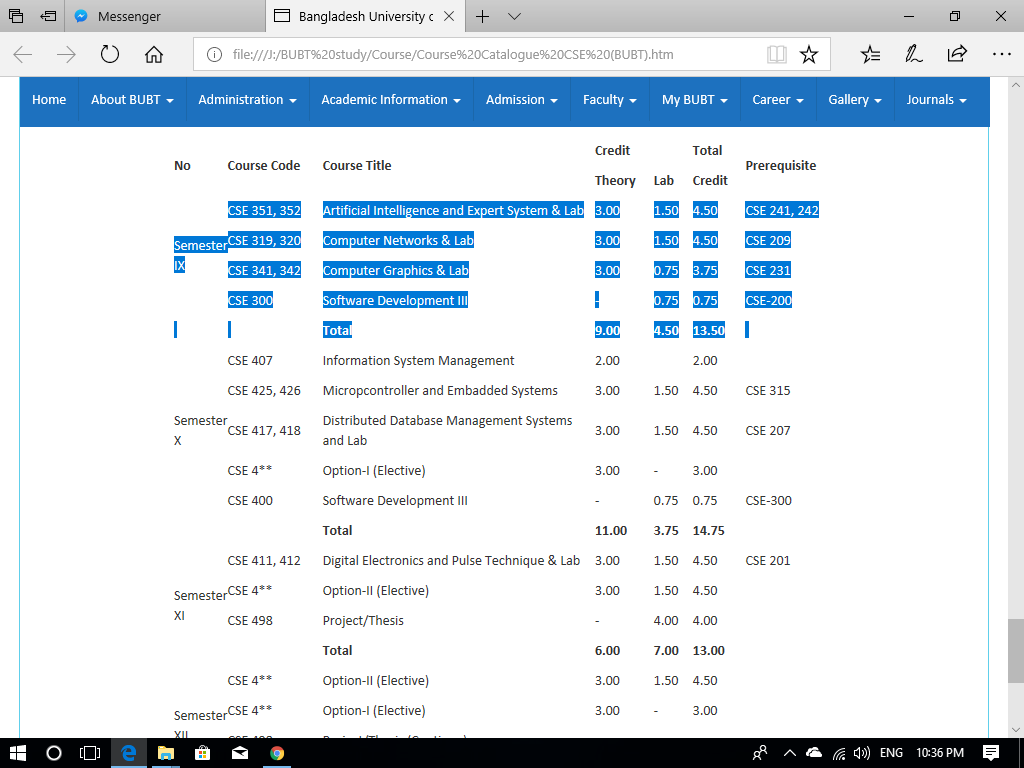 Messenger
Bangladesh University c
file:///J:/BUBT%20study/Course/Course%20Catalogue%20CSE%20(BUBT).htm
Home About BUBT Administration Academic Information Admission Faculty My BUBT Career Gallery Journals
Credit Total
No Course Code Course Title Prerequisite
Theory Lab Credit
CSE 351, 352 Artificial Intelligence and Expert System & Lab 3.00 1.50 4.50 CSE 241, 242
Semester IX
CSE 319, 320 Computer Networks & Lab 3.00 1.50 4.50 CSE 209
CSE 341, 342 Computer Graphics & Lab 3.00 0.75 3.75 CSE 231
CSE 300 Software Development III - 0.75 0.75 CSE-200
Total 9.00 4.50 13.50
CSE 407 Information System Management 2.00 2.00
CSE 425, 426 Micropcontroller and Embadded Systems 3.00 1.50 4.50 CSE 315
Semester X
CSE 417, 418 Distributed Database Management Systems and Lab 3.00 1.50 4.50 CSE 207
CSE 4** Option-I (Elective) 3.00 - 3.00
CSE 400 Software Development III - 0.75 0.75 CSE-300
Total 11.00 3.75 14.75
CSE 411, 412 Digital Electronics and Pulse Technique & Lab 3.00 1.50 4.50 CSE 201
Semester XI
CSE 4** Option-II (Elective) 3.00 1.50 4.50
CSE 498 Project/Thesis - 4.00 4.00
Total 6.00 7.00 13.00
CSE 4** Option-II (Elective) 3.00 1.50 4.50
Semester XII
CSE 4** Option-I (Elective) 3.00 - 3.00
ENG 10:36 PM